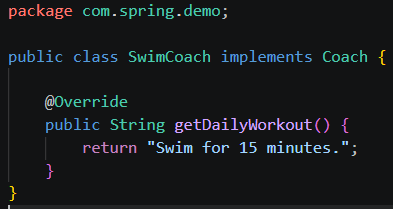 package com.spring.demo;
public class SwimCoach implements Coach {
@Override
public String getDailyWorkout() {
return "Swim for 15 minutes.";
}
}